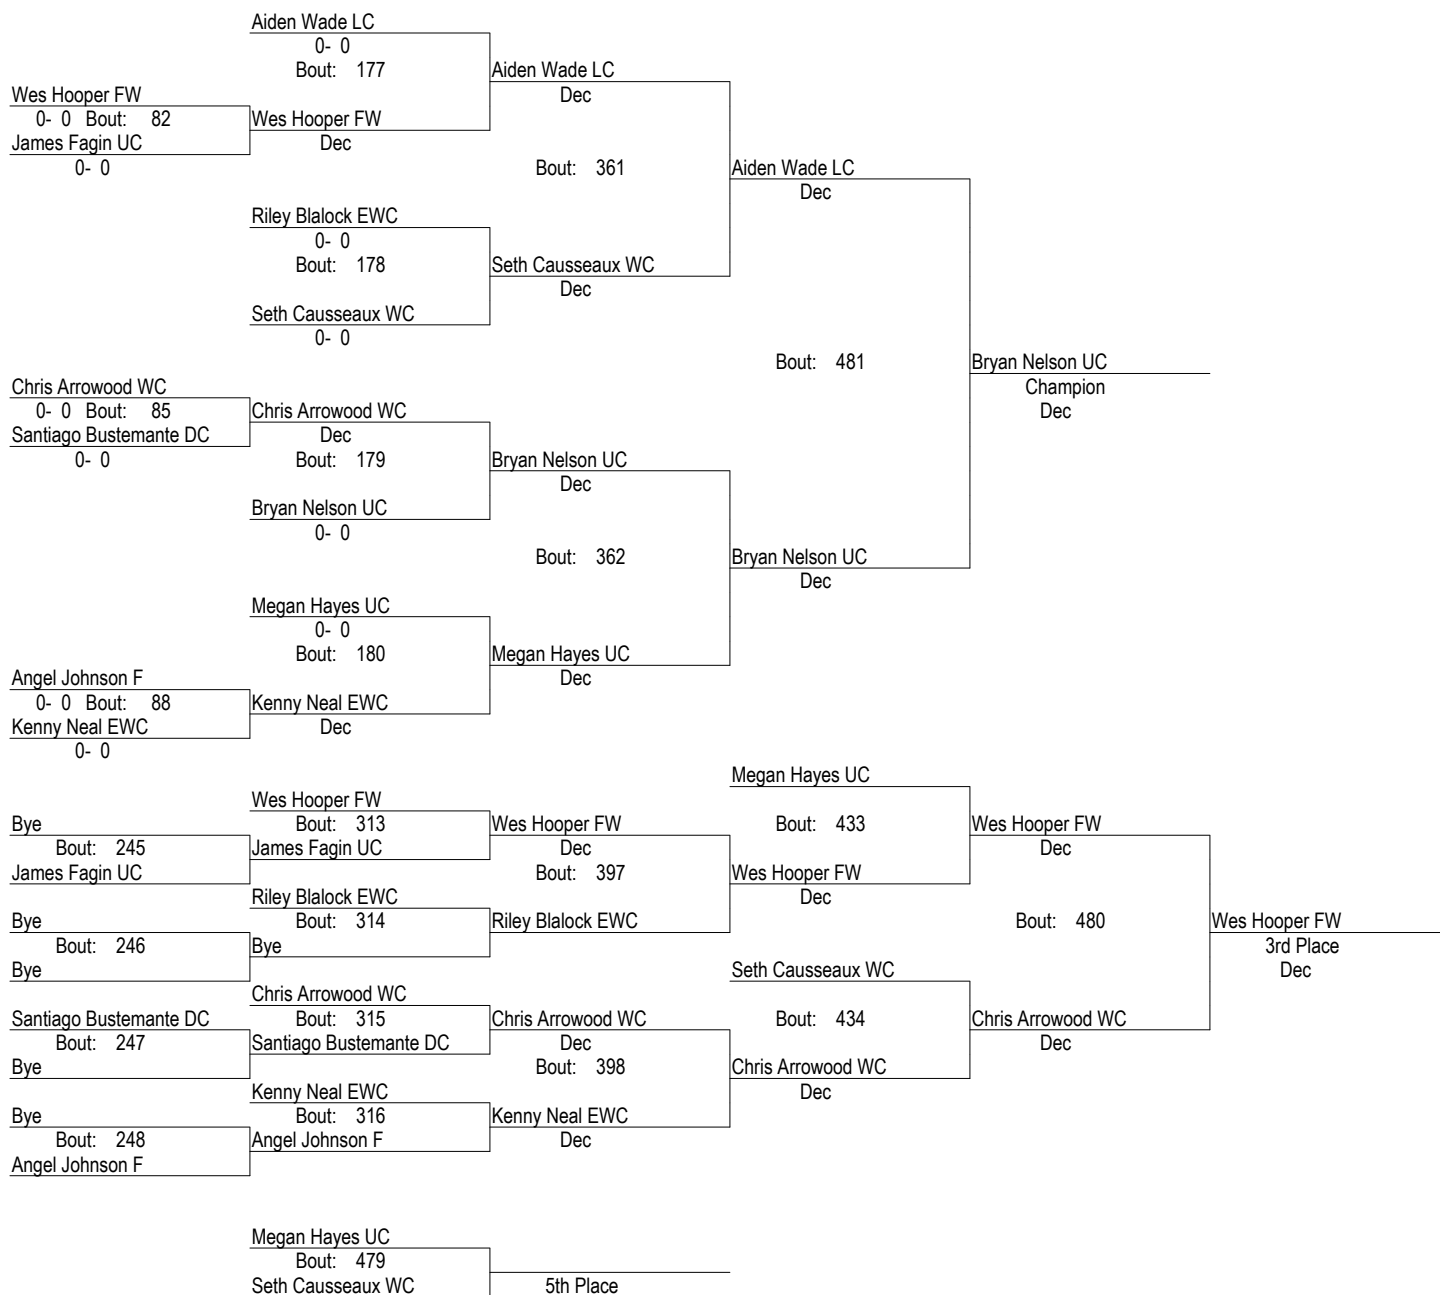 Aiden Wade LC
0- 0
Bout: 177
Aiden Wade LC
Dec
Wes Hooper FW
0- 0 Bout: 82
Wes Hooper FW
Dec
James Fagin UC
0- 0
Bout: 361
Aiden Wade LC
Dec
Riley Blalock EWC
0- 0
Bout: 178
Seth Causseaux WC
Dec
Seth Causseaux WC
0- 0
Bout: 481
Bryan Nelson UC
Champion
Dec
Chris Arrowood WC
0- 0 Bout: 85
Chris Arrowood WC
Dec
Santiago Bustemante DC
0- 0
Bout: 179
Bryan Nelson UC
Dec
Bryan Nelson UC
0- 0
Bout: 362
Bryan Nelson UC
Dec
Megan Hayes UC
0- 0
Bout: 180
Megan Hayes UC
Dec
Angel Johnson F
0- 0 Bout: 88
Kenny Neal EWC
Dec
Kenny Neal EWC
0- 0
Megan Hayes UC
Wes Hooper FW
Bye
Bout: 313
Wes Hooper FW
Dec
Bout: 433
Wes Hooper FW
Dec
Bout: 245
James Fagin UC
James Fagin UC
Bout: 397
Wes Hooper FW
Dec
Riley Blalock EWC
Bye
Bout: 314
Riley Blalock EWC
Bout: 480
Wes Hooper FW
3rd Place
Dec
Bout: 246
Bye
Bye
Seth Causseaux WC
Chris Arrowood WC
Santiago Bustemante DC
Bout: 315
Chris Arrowood WC
Dec
Bout: 434
Chris Arrowood WC
Dec
Bout: 247
Santiago Bustemante DC
Bye
Bout: 398
Chris Arrowood WC
Dec
Kenny Neal EWC
Bye
Bout: 316
Kenny Neal EWC
Dec
Bout: 248
Angel Johnson F
Angel Johnson F
Megan Hayes UC
Bout: 479
Seth Causseaux WC
5th Place